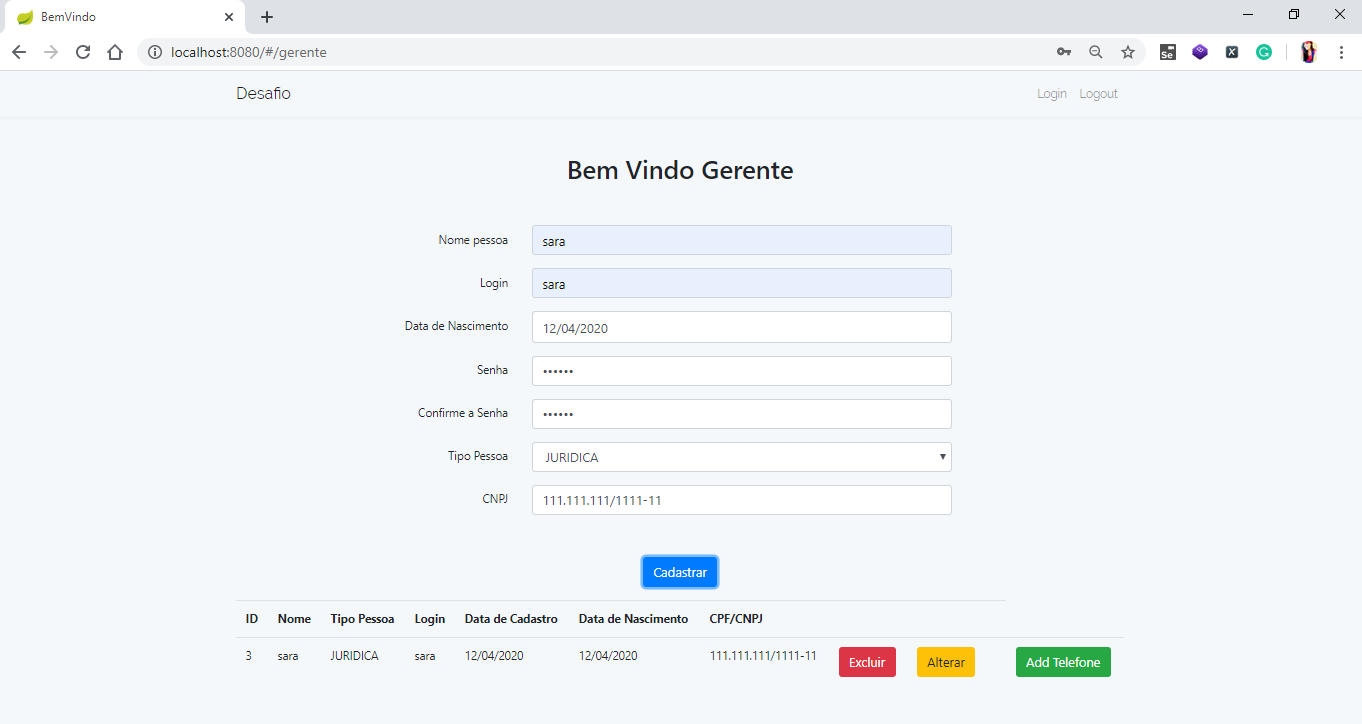 BemVindo
localhost:8080/#/gerente
Se
X
G
Desafio
Login Logout
Bem Vindo Gerente
Nome pessoa sara
Login sara
Data de Nascimento 12/04/2020
Senha ••••••
Confirme a Senha ••••••
Tipo Pessoa JURIDICA
CNPJ 111.111.111/1111-11
Cadastrar
ID Nome Tipo Pessoa Login Data de Cadastro Data de Nascimento CPF/CNPJ
3 sara JURIDICA sara 12/04/2020 12/04/2020 111.111.111/1111-11 Excluir Alterar Add Telefone